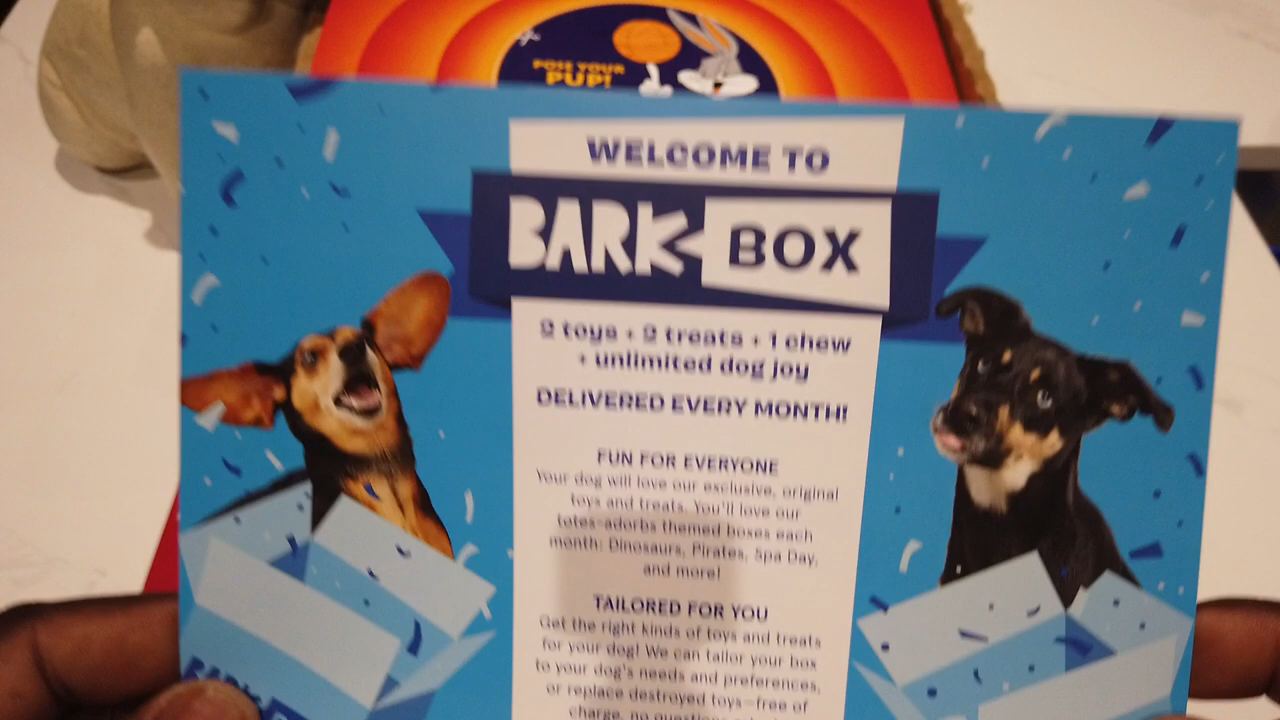 POSE YOUR
PUP!
WELCOME TO
BARK BOX
2 toys + 2 treats + 1 chew
+ unlimited dog joy
DELIVERED EVERY MONTH!
FUN FOR EVERYONE
Your dog will love our exclusive, original
toys and treats. You'll love our
totes-adorbs themed boxes each
month: Dinosaurs, Pirates, Spa Day,
and more!
TAILORED FOR YOU
Get the right kinds of toys and treats
for your dog! We can tailor your box
to your dog's needs and preferences,
or replace destroyed toys—free of
charge, no questions
BARK